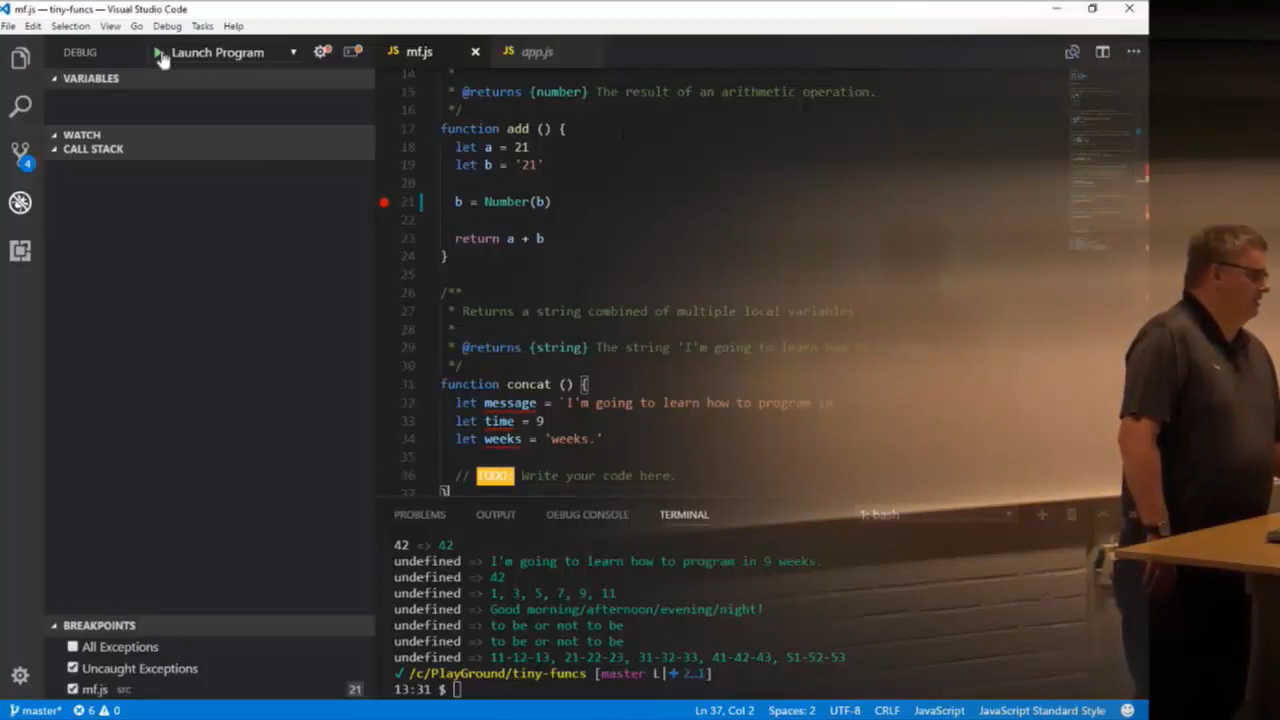 mf.js — tiny-funcs — Visual Studio Code
File Edit Selection View Go Debug Tasks Help
DEBUG Launch Program mf.js app.js
VARIABLES
WATCH
CALL STACK
4
14 *
15 * @returns {number} The result of an arithmetic operation.
16 */
17 function add () {
18 let a = 21
19 let b = '21'
20
21 b = Number(b)
22
23 return a + b
24 }
25
26 /**
27 * Returns a string combined of multiple local variables
28 *
29 * @returns {string} The string 'I'm going to learn how
30 */
31 function concat () {
32 let message = `I'm going to learn how to program in
33 let time = 9
34 let weeks = 'weeks.'
35
36 // TODO: Write your code here.
37 }
PROBLEMS OUTPUT DEBUG CONSOLE TERMINAL 1: bash
42 => 42
undefined => I'm going to learn how to program in 9 weeks.
undefined => 42
undefined => 1, 3, 5, 7, 9, 11
undefined => Good morning/afternoon/evening/night!
undefined => to be or not to be
undefined => to be or not to be
undefined => 11-12-13, 21-22-23, 31-32-33, 41-42-43, 51-52-53
✓ /c/PlayGround/tiny-funcs [master L|✚ 2…1]
13:31 $
BREAKPOINTS
All Exceptions
Uncaught Exceptions
mf.js src 21
master* 6 0 Ln 37, Col 2 Spaces: 2 UTF-8 CRLF JavaScript JavaScript Standard Style